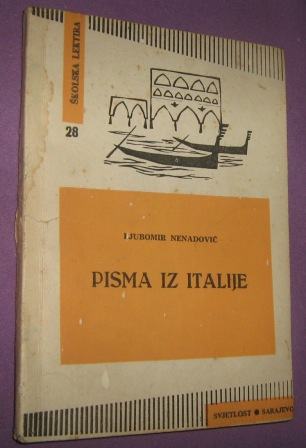 ŠKOLSKA LEKTIRA
28
LJUBOMIR NENADOVIĆ
PISMA IZ ITALIJE
SVJETLOST ● SARAJEVO